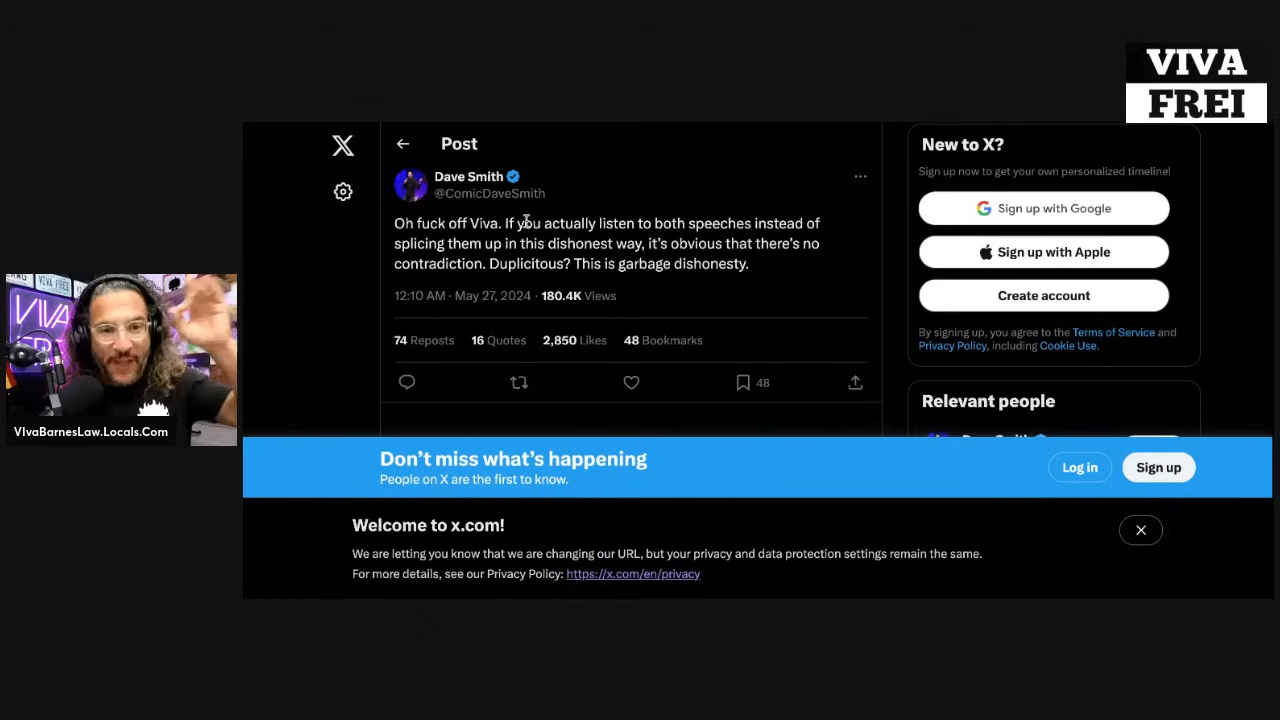 VIVA
FREI
Post
Dave Smith
@ComicDaveSmith
Oh fuck off Viva. If you actually listen to both speeches instead of
splicing them up in this dishonest way, it's obvious that there's no
contradiction. Duplicitous? This is garbage dishonesty.
12:10 AM · May 27, 2024 · 180.4K Views
74 Reposts 16 Quotes 2,850 Likes 48 Bookmarks
48
New to X?
Sign up now to get your own personalized timeline!
Sign up with Google
Sign up with Apple
Create account
By signing up, you agree to the Terms of Service and
Privacy Policy, including Cookie Use.
Relevant people
VIVA
VIvaBarnesLaw.Locals.Com
Don't miss what's happening
People on X are the first to know.
Log in
Sign up
Welcome to x.com!
We are letting you know that we are changing our URL, but your privacy and data protection settings remain the same.
For more details, see our Privacy Policy: https://x.com/en/privacy